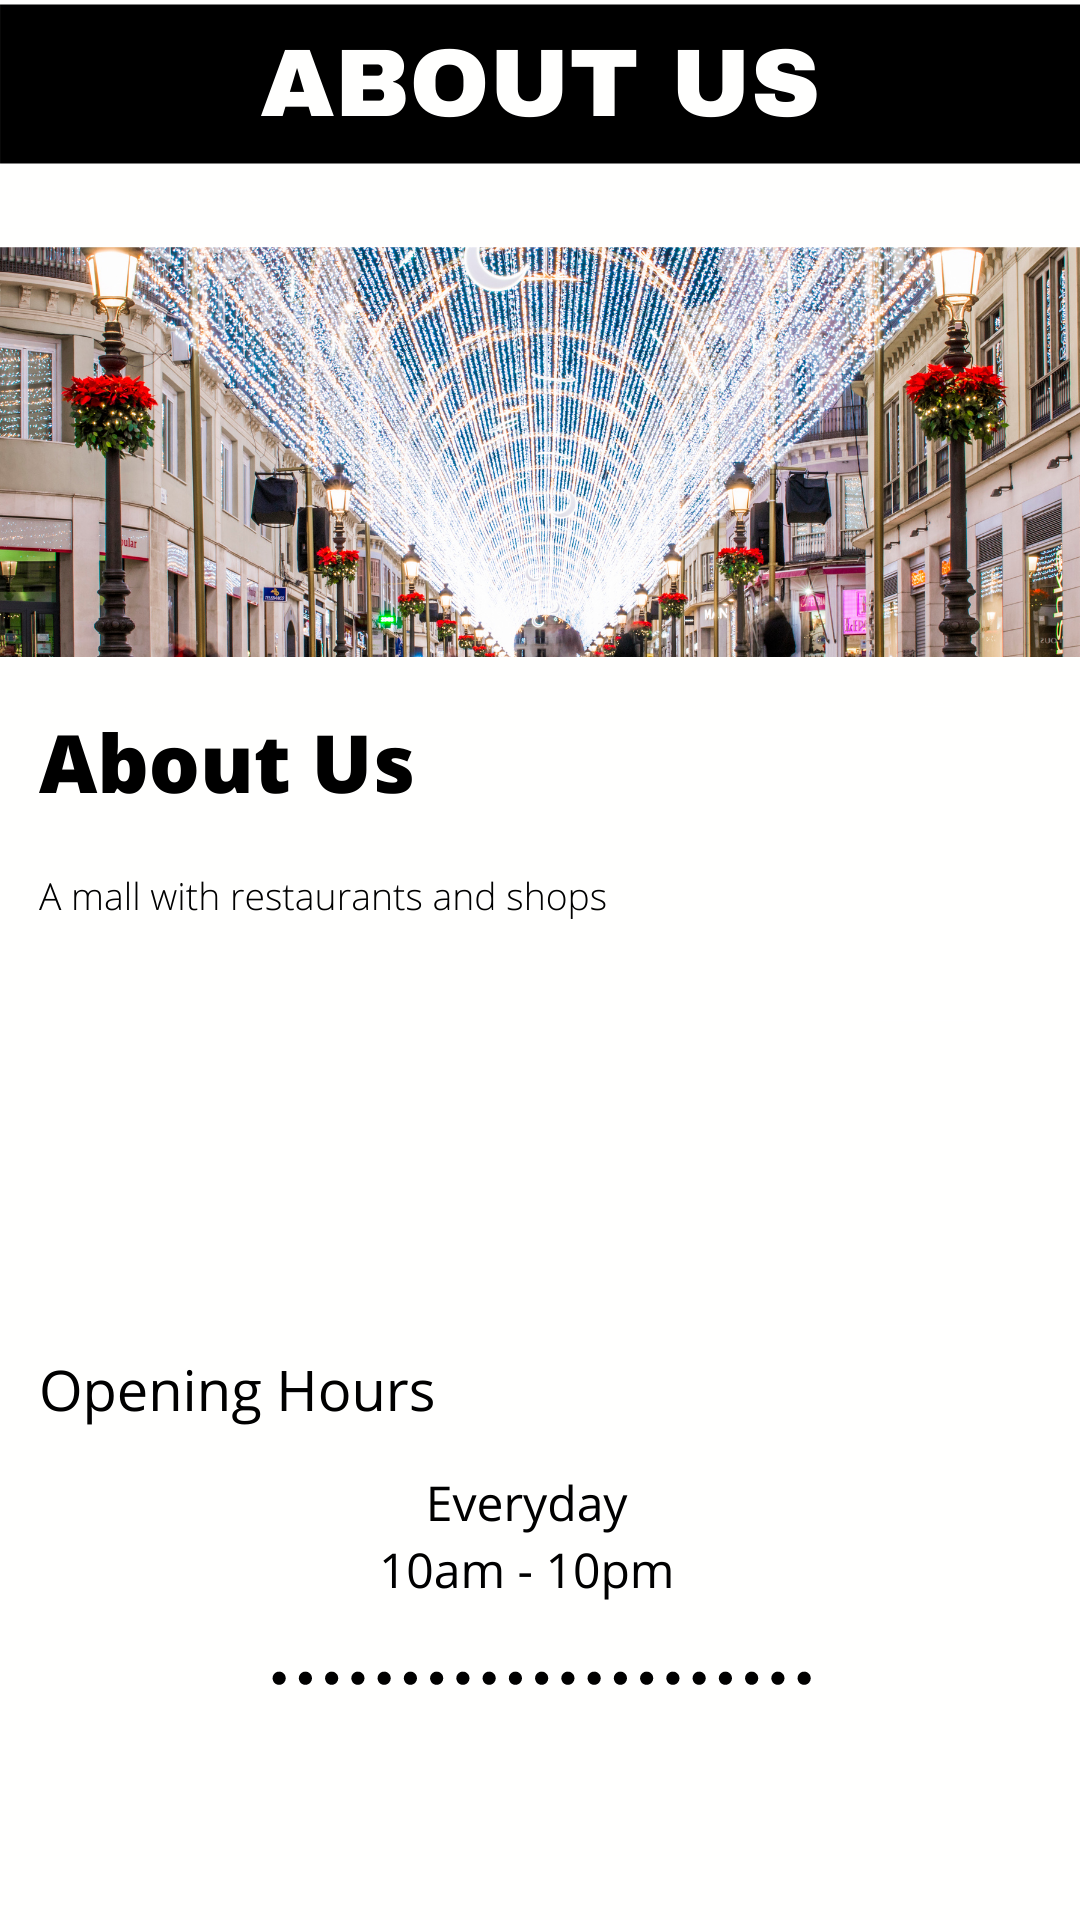 ABOUT US
About Us
A mall with restaurants and shops
Opening Hours
Everyday
10am - 10pm